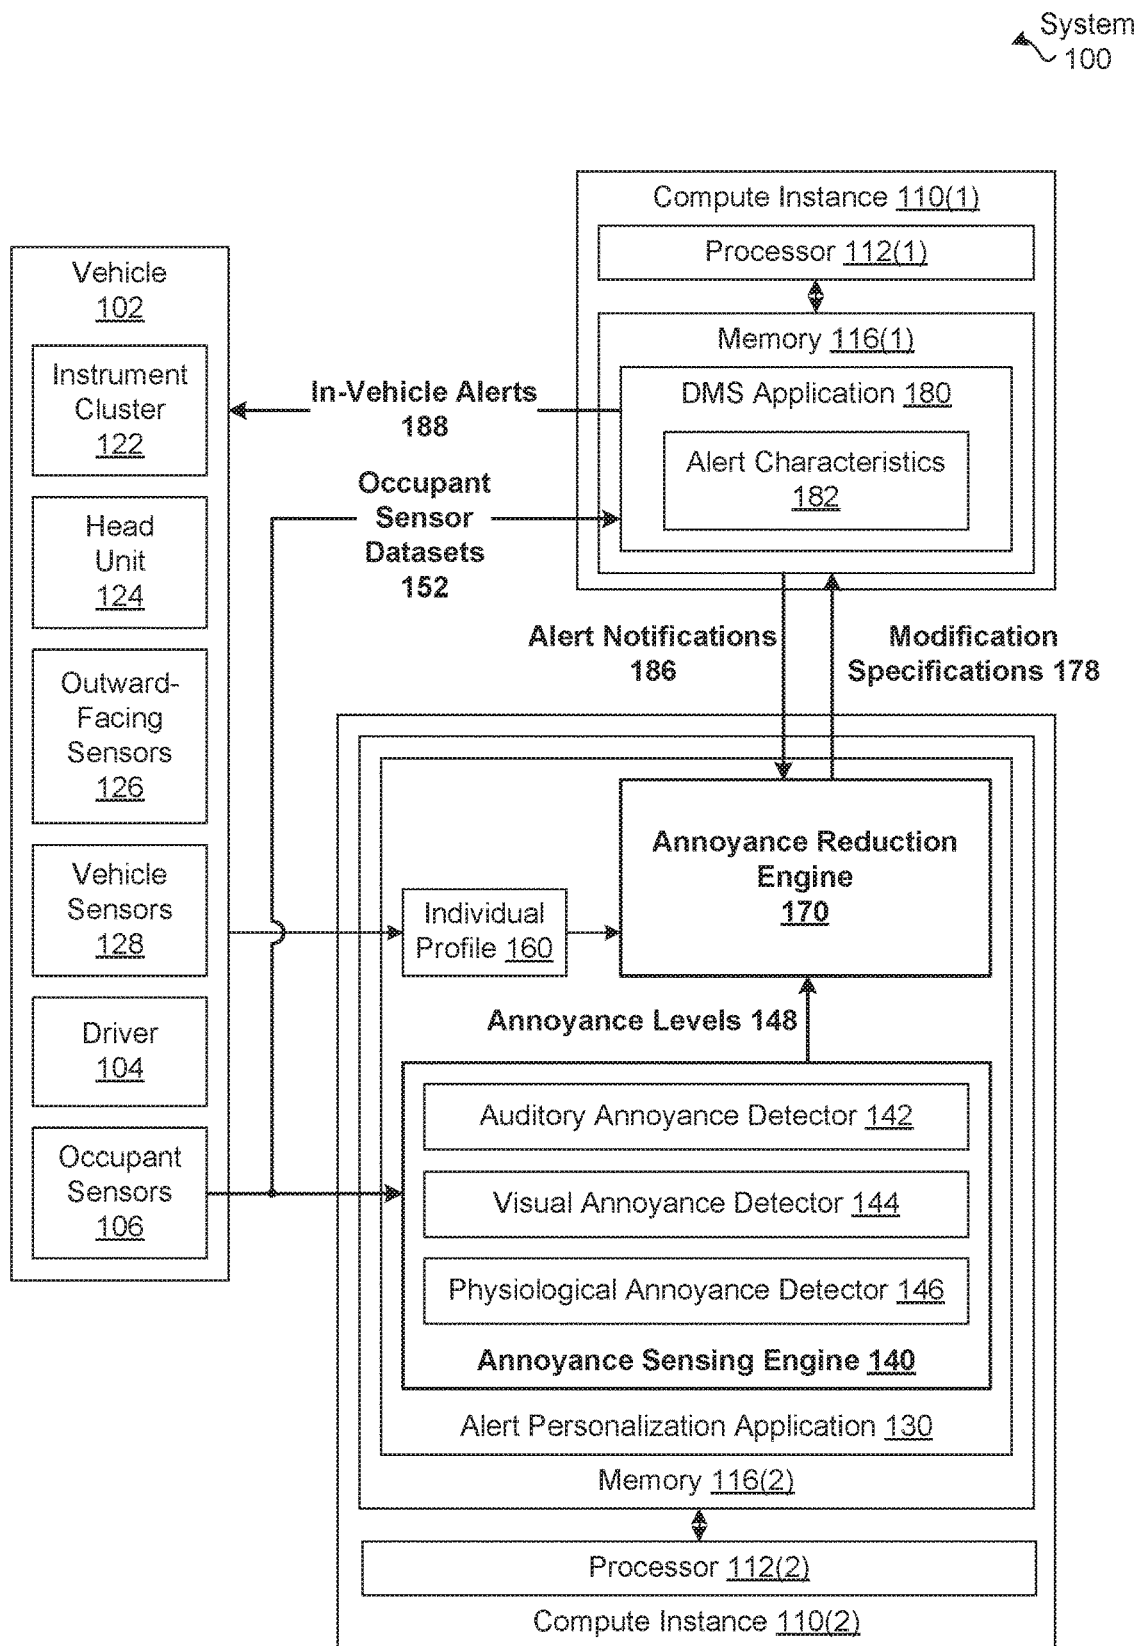 System
100
Compute Instance 110(1)
Processor 112(1)
Memory 116(1)
DMS Application 180
Alert Characteristics
182
Vehicle
102
Instrument
Cluster
122
Head
Unit
124
Outward-
Facing
Sensors
126
Vehicle
Sensors
128
Driver
104
Occupant
Sensors
106
In-Vehicle Alerts
188
Occupant
Sensor
Datasets
152
Alert Notifications
186
Modification
Specifications 178
Annoyance Reduction
Engine
170
Individual
Profile 160
Annoyance Levels 148
Auditory Annoyance Detector 142
Visual Annoyance Detector 144
Physiological Annoyance Detector 146
Annoyance Sensing Engine 140
Alert Personalization Application 130
Memory 116(2)
Processor 112(2)
Compute Instance 110(2)